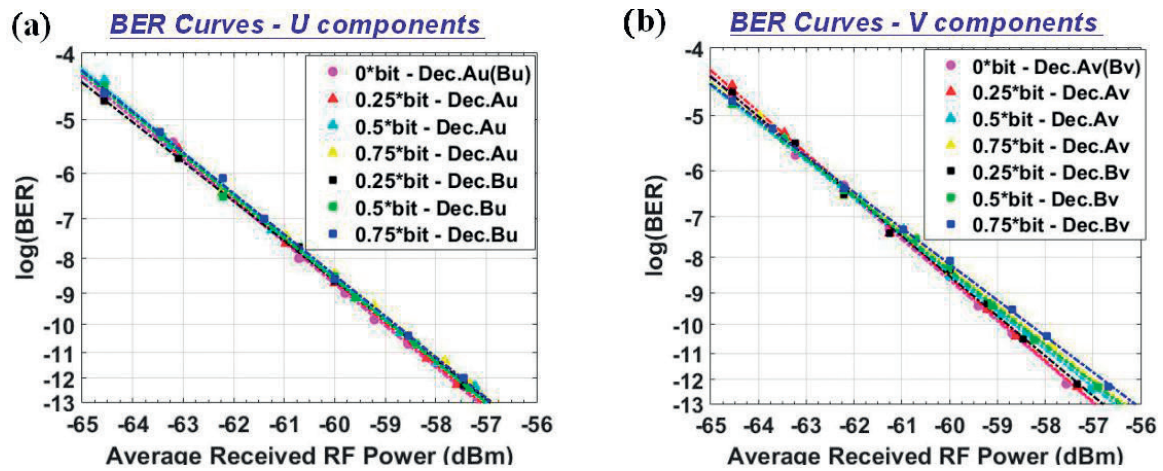 (a)
BER Curves - U components
-4
-5
-6
-7
-8
-9
-10
-11
-12
-13
log(BER)
0*bit - Dec.Au(Bu)
0.25*bit - Dec.Au
0.5*bit - Dec.Au
0.75*bit - Dec.Au
0.25*bit - Dec.Bu
0.5*bit - Dec.Bu
0.75*bit - Dec.Bu
-65 -64 -63 -62 -61 -60 -59 -58 -57 -56
Average Received RF Power (dBm)
(b)
BER Curves - V components
-4
-5
-6
-7
-8
-9
-10
-11
-12
-13
log(BER)
0*bit - Dec.Av(Bv)
0.25*bit - Dec.Av
0.5*bit - Dec.Av
0.75*bit - Dec.Av
0.25*bit - Dec.Bv
0.5*bit - Dec.Bv
0.75*bit - Dec.Bv
-65 -64 -63 -62 -61 -60 -59 -58 -57 -56
Average Received RF Power (dBm)